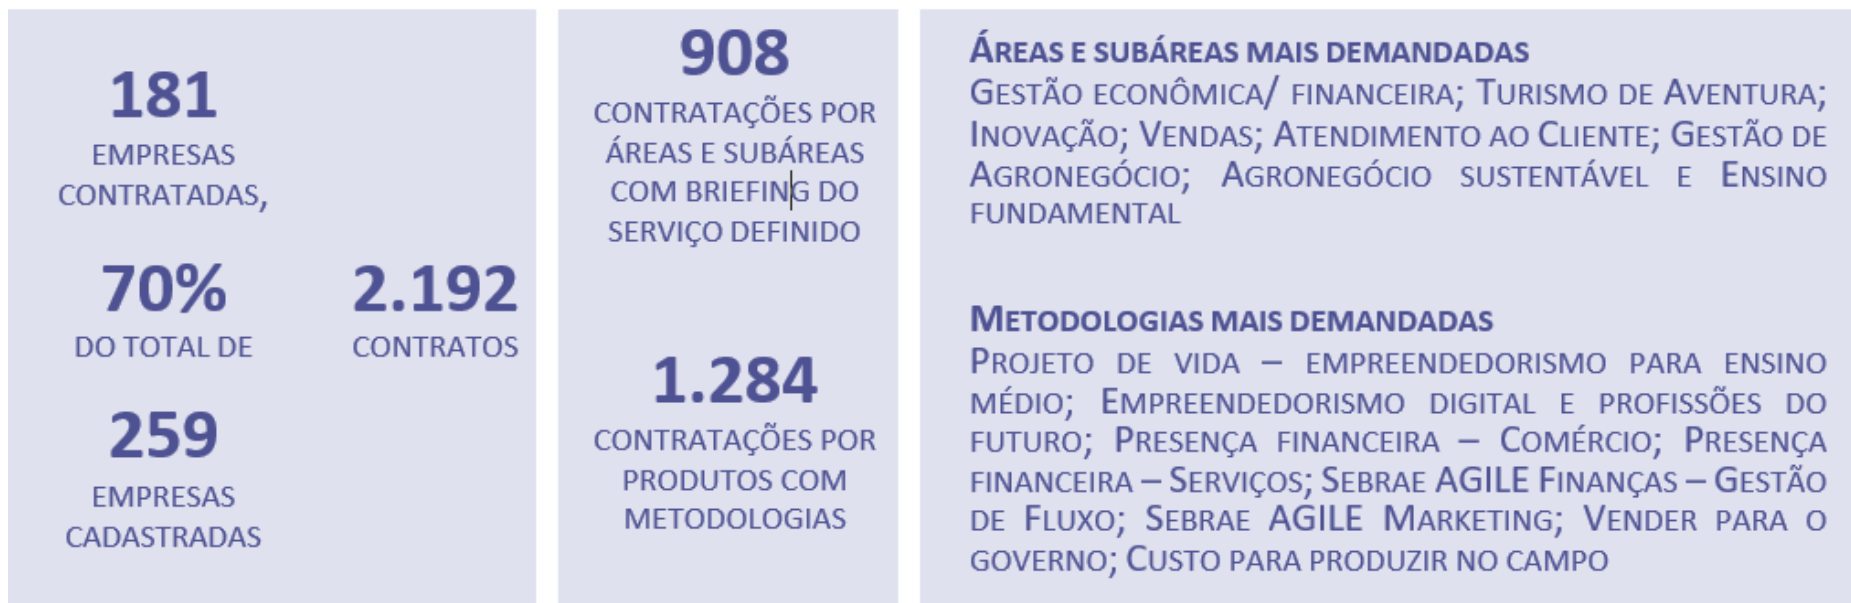 181
EMPRESAS
CONTRATADAS,
70%
DO TOTAL DE
259
EMPRESAS
CADASTRADAS
2.192
CONTRATOS
908
CONTRATAÇÕES POR
ÁREAS E SUBÁREAS
COM BRIEFING DO
SERVIÇO DEFINIDO
1.284
CONTRATAÇÕES POR
PRODUTOS COM
METODOLOGIAS
ÁREAS E SUBÁREAS MAIS DEMANDADAS
GESTÃO ECONÔMICA/ FINANCEIRA; TURISMO DE AVENTURA;
INOVAÇÃO; VENDAS; ATENDIMENTO AO CLIENTE; GESTÃO DE
AGRONEGÓCIO; AGRONEGÓCIO SUSTENTÁVEL E ENSINO
FUNDAMENTAL
METODOLOGIAS MAIS DEMANDADAS
PROJETO DE VIDA – EMPREENDEDORISMO PARA ENSINO
MÉDIO; EMPREENDEDORISMO DIGITAL E PROFISSÕES DO
FUTURO; PRESENÇA FINANCEIRA – COMÉRCIO; PRESENÇA
FINANCEIRA – SERVIÇOS; SEBRAE AGILE FINANÇAS – GESTÃO
DE FLUXO; SEBRAE AGILE MARKETING; VENDER PARA O
GOVERNO; CUSTO PARA PRODUZIR NO CAMPO